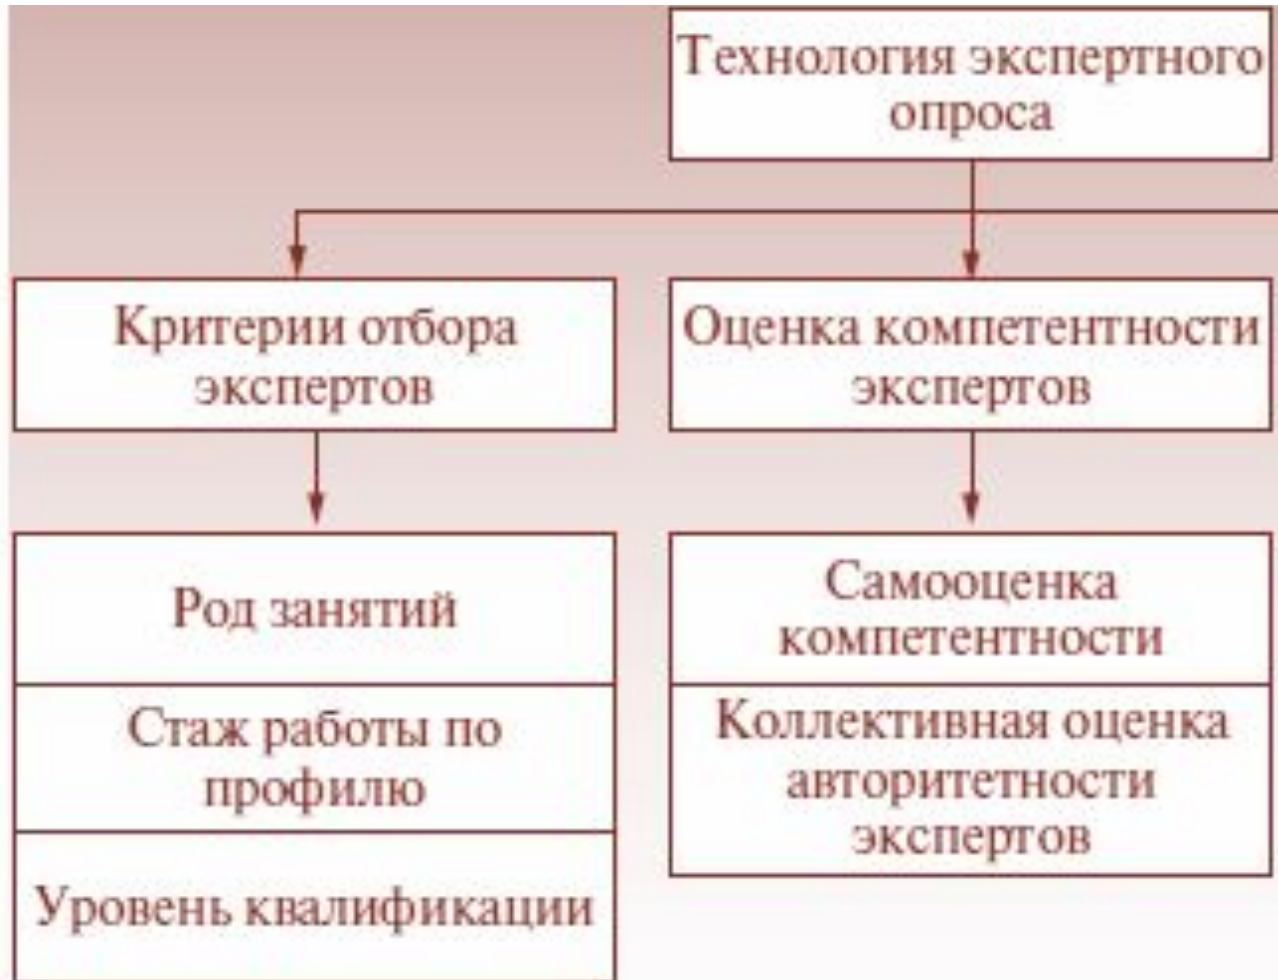 Технология экспертного
опроса
Критерии отбора
экспертов
Оценка компетентности
экспертов
Род занятий
Стаж работы по
профилю
Уровень квалификации
Самооценка
компетентности
Коллективная оценка
авторитетности
экспертов